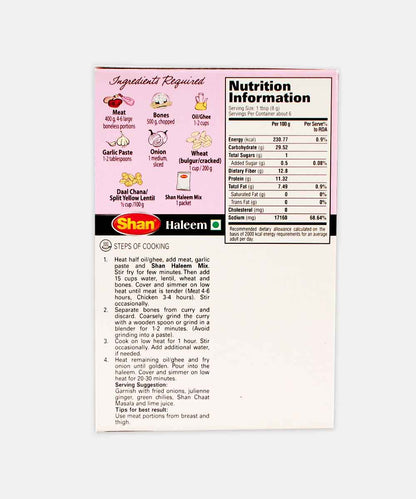 Ingredients Required
Meat
400 g, 4-6 large
boneless portions
Bones
500 g, chopped
Oil/Ghee
1-2 cups
Garlic Paste
1-2 tablespoons
Onion
1 medium,
sliced
Wheat
(bulgur/cracked)
1 cup / 200 g
Daal Chana/
Split Yellow Lentil
½ cup /100 g
Shan Haleem Mix
1 packet
Nutrition
Information
Serving Size: 1 tbsp (8 g)
Servings Per Container about 6
Per 100 g Per Serve%
to RDA
Energy (kcal) 230.77 0.9%
Carbohydrate (g) 29.52
Total Sugars (g) 1
Added Sugar (g) 0.5 0.08%
Dietary Fiber (g) 12.8
Protein (g) 11.32
Total Fat (g) 7.49 0.9%
Saturated Fat (g) 0 0%
Trans Fat (g) 0 0%
Cholesterol (mg) 0
Sodium (mg) 17160 68.64%
Recommended dietary allowance calculated on the
basis of 2000 kcal energy requirements for an average
adult per day.
Shan Haleem
STEPS OF COOKING
1. Heat half oil/ghee, add meat, garlic
paste and Shan Haleem Mix.
Stir fry for few minutes.Then add
15 cups water, lentil, wheat and
bones. Cover and simmer on low
heat until meat is tender (Meat 4-6
hours, Chicken 3-4 hours). Stir
occasionally.
2. Separate bones from curry and
discard. Coarsely grind the curry
with a wooden spoon or grind in a
blender for 1-2 minutes. (Avoid
grinding into a paste).
3. Cook on low heat for 1 hour. Stir
occasionally. Add additional water,
if needed.
4. Heat remaining oil/ghee and fry
onion until golden. Pour into the
haleem. Cover and simmer on low
heat for 20-30 minutes.
Serving Suggestion:
Garnish with fried onions, julienne
ginger, green chilies, Shan Chaat
Masala and lime juice.
Tips for best result:
Use meat portions from breast and
thigh.